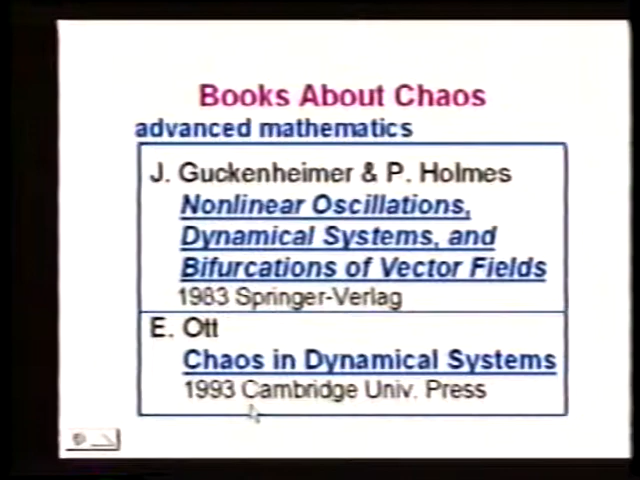 Books About Chaos
advanced mathematics
J. Guckenheimer & P. Holmes
Nonlinear Oscillations,
Dynamical Systems, and
Bifurcations of Vector Fields
1983 Springer-Verlag
E. Ott
Chaos in Dynamical Systems
1993 Cambridge Univ. Press